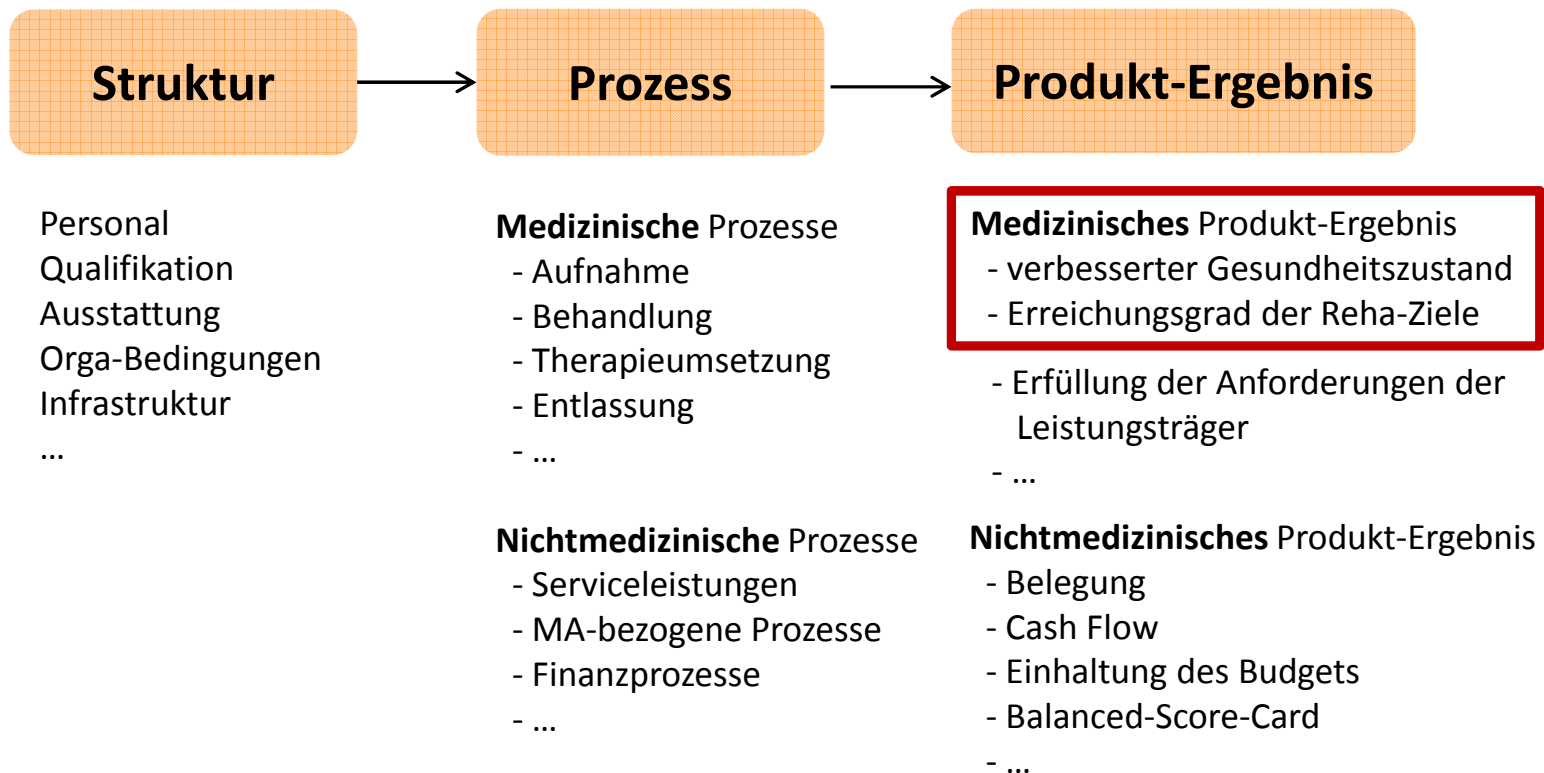 Struktur
Prozess
Produkt-Ergebnis
Personal
Qualifikation
Ausstattung
Orga-Bedingungen
Infrastruktur
...
Medizinische Prozesse
- Aufnahme
- Behandlung
- Therapieumsetzung
- Entlassung
- ...
Nichtmedizinische Prozesse
- Serviceleistungen
- MA-bezogene Prozesse
- Finanzprozesse
- ...
Medizinisches Produkt-Ergebnis
- verbesserter Gesundheitszustand
- Erreichungsgrad der Reha-Ziele
- Erfüllung der Anforderungen der
Leistungsträger
- ...
Nichtmedizinisches Produkt-Ergebnis
- Belegung
- Cash Flow
- Einhaltung des Budgets
- Balanced-Score-Card
- ...